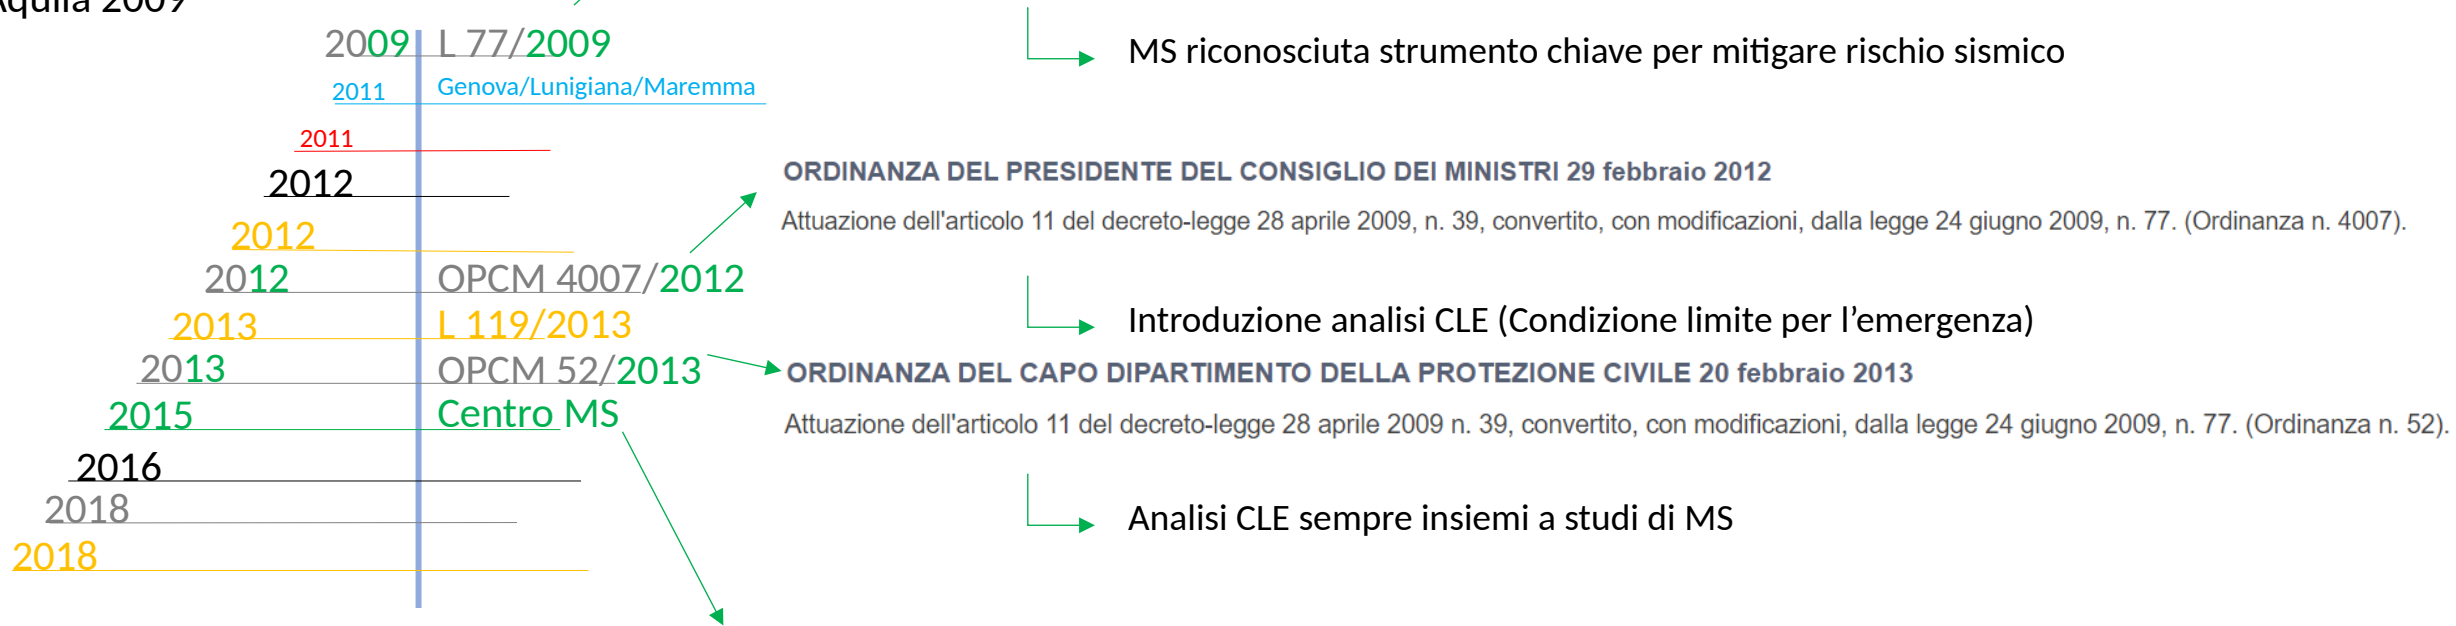 Aquila 2009
2009 L 77/2009
MS riconosciuta strumento chiave per mitigare rischio sismico
2011 Genova/Lunigiana/Maremma
2011
ORDINANZA DEL PRESIDENTE DEL CONSIGLIO DEI MINISTRI 29 febbraio 2012
2012
Attuazione dell'articolo 11 del decreto-legge 28 aprile 2009, n. 39, convertito, con modificazioni, dalla legge 24 giugno 2009, n. 77. (Ordinanza n. 4007).
2012
2012 OPCM 4007/2012
2013 L 119/2013
Introduzione analisi CLE (Condizione limite per l’emergenza)
2013 OPCM 52/2013
ORDINANZA DEL CAPO DIPARTIMENTO DELLA PROTEZIONE CIVILE 20 febbraio 2013
2015 Centro MS
Attuazione dell'articolo 11 del decreto-legge 28 aprile 2009 n. 39, convertito, con modificazioni, dalla legge 24 giugno 2009, n. 77. (Ordinanza n. 52).
2016
2018
Analisi CLE sempre insiemi a studi di MS
2018